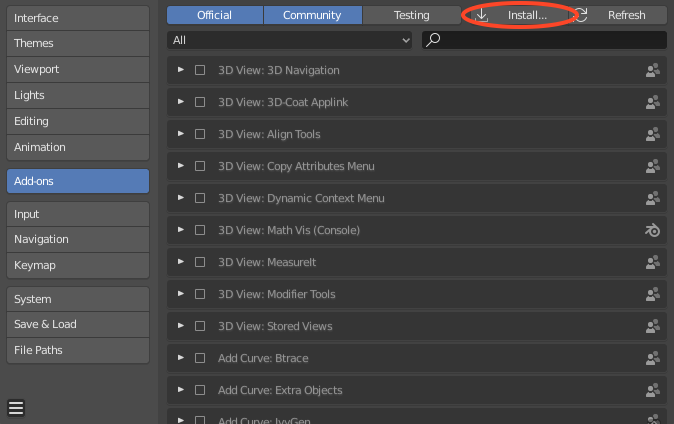 Interface
Themes
Viewport
Lights
Editing
Animation
Add-ons
Input
Navigation
Keymap
System
Save & Load
File Paths
Official Community Testing Install... Refresh
All
3D View: 3D Navigation
3D View: 3D-Coat Applink
3D View: Align Tools
3D View: Copy Attributes Menu
3D View: Dynamic Context Menu
3D View: Math Vis (Console)
3D View: MeasureIt
3D View: Modifier Tools
3D View: Stored Views
Add Curve: Btrace
Add Curve: Extra Objects
Add Curve: IvyGen